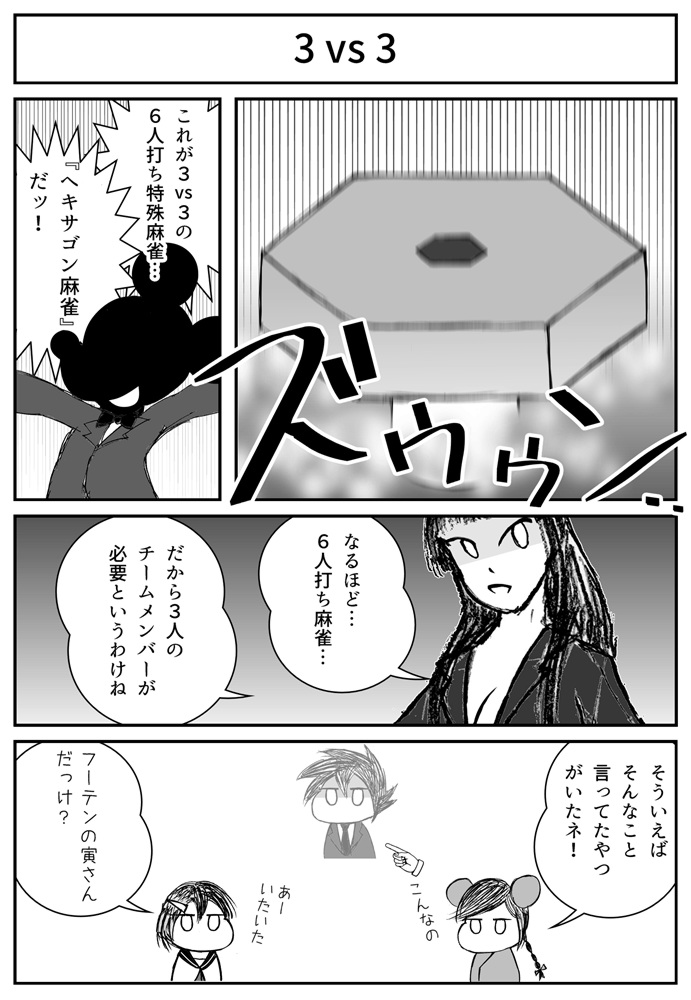 3 vs 3
ズゥゥン…
これが３vs３の
６人打ち特殊麻雀…
『ヘキサゴン麻雀』
だッ！
なるほど…
６人打ち麻雀…
だから３人の
チームメンバーが
必要というわけね
そういえば
そんなこと
言ってたやつ
がいたネ！
こんなの
あー
いたいた
フーテンの寅さん
だっけ？